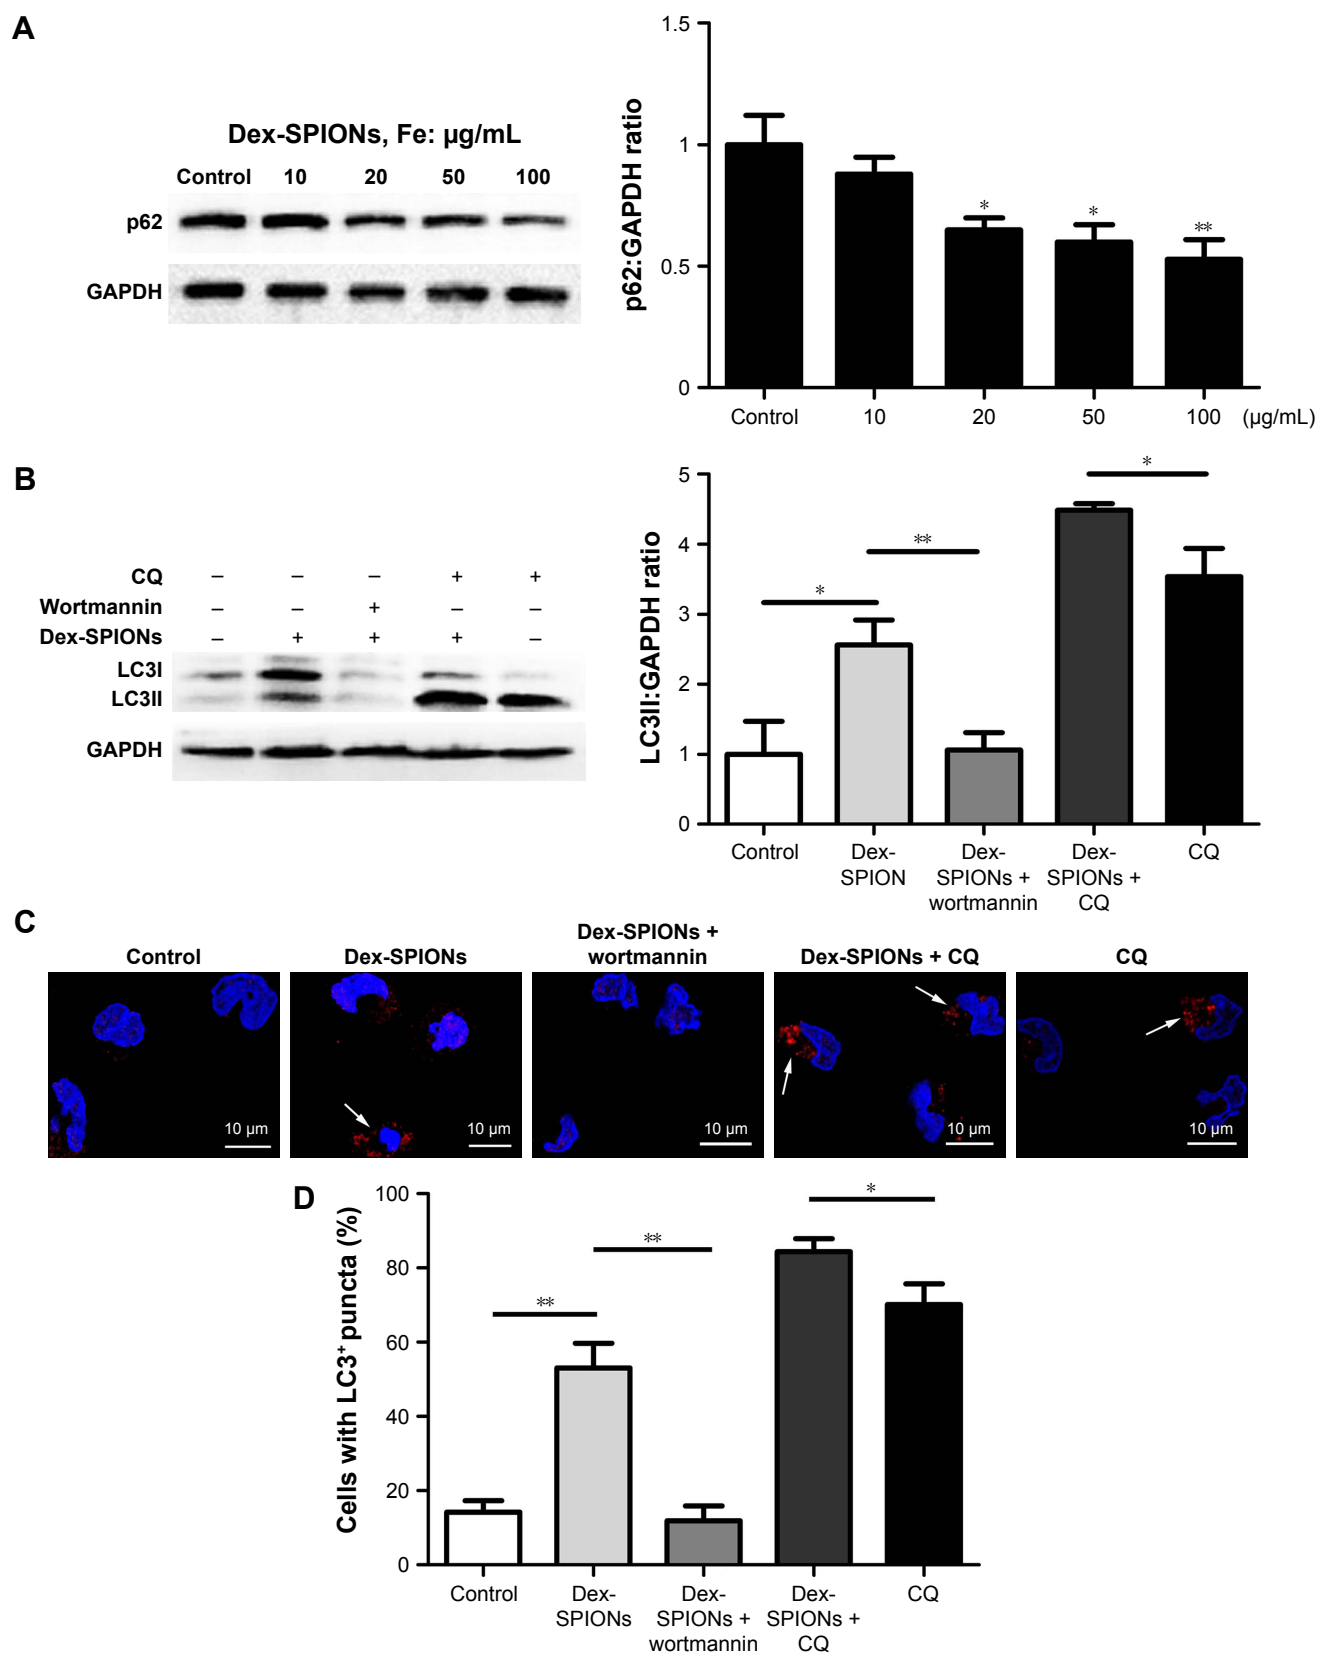 A
Dex-SPIONs, Fe: µg/mL
Control 10 20 50 100
p62
GAPDH
p62:GAPDH ratio
1.5
1
0.5
0
* * **
Control 10 20 50 100 (µg/mL)
B
CQ – – – + +
Wortmannin – – + – –
Dex-SPIONs – + + + –
LC3I
LC3II
GAPDH
LC3II:GAPDH ratio
5
4
3
2
1
0
* ** *
Control Dex- Dex- Dex- CQ
SPION SPIONs + SPIONs +
wortmannin CQ
C
Control Dex-SPIONs Dex-SPIONs + wortmannin Dex-SPIONs + CQ CQ
10 µm 10 µm 10 µm 10 µm 10 µm
D
Cells with LC3⁺ puncta (%)
100
80
60
40
20
0
** ** *
Control Dex- Dex- Dex- CQ
SPIONs SPIONs + SPIONs +
wortmannin CQ